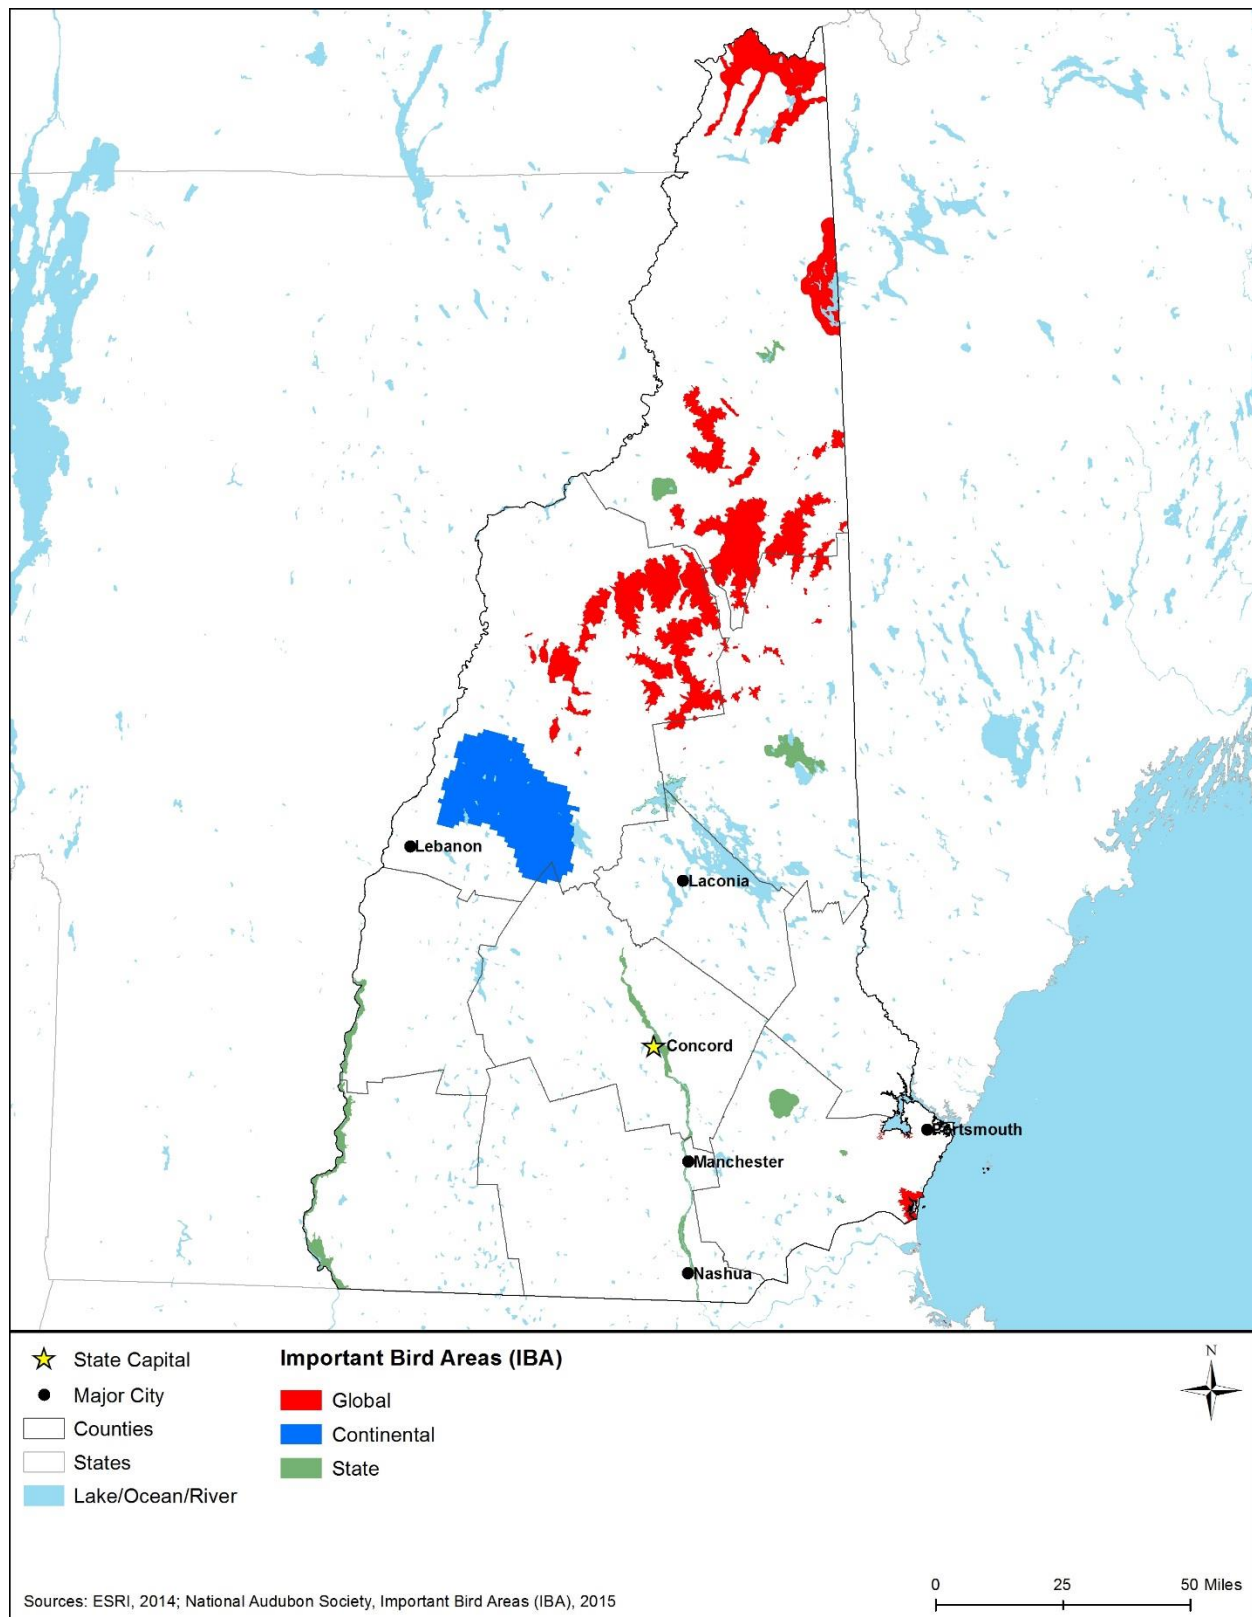 Lebanon
Laconia
Concord
Portsmouth
Manchester
Nashua
State Capital
Major City
Counties
States
Lake/Ocean/River
Important Bird Areas (IBA)
Global
Continental
State
N
0 25 50 Miles
Sources: ESRI, 2014; National Audubon Society, Important Bird Areas (IBA), 2015